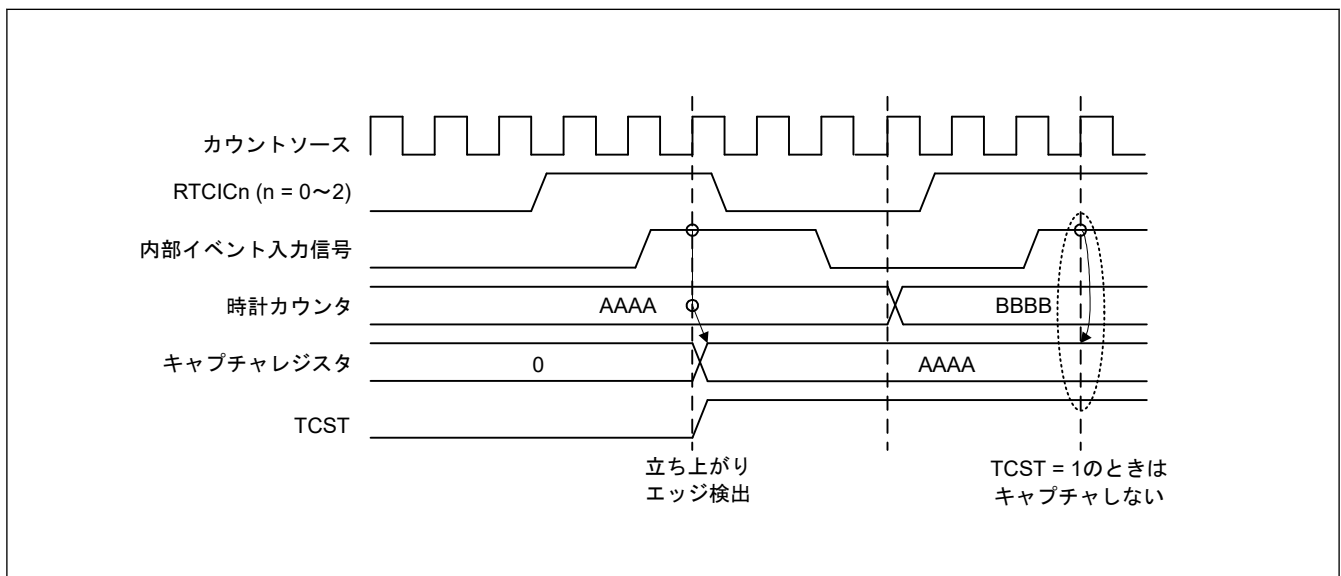 カウントソース
RTCICn (n = 0～2)
内部イベント入力信号
時計カウンタ
AAAA
BBBB
キャプチャレジスタ
0
AAAA
TCST
立ち上がり
エッジ検出
TCST = 1のときは
キャプチャしない